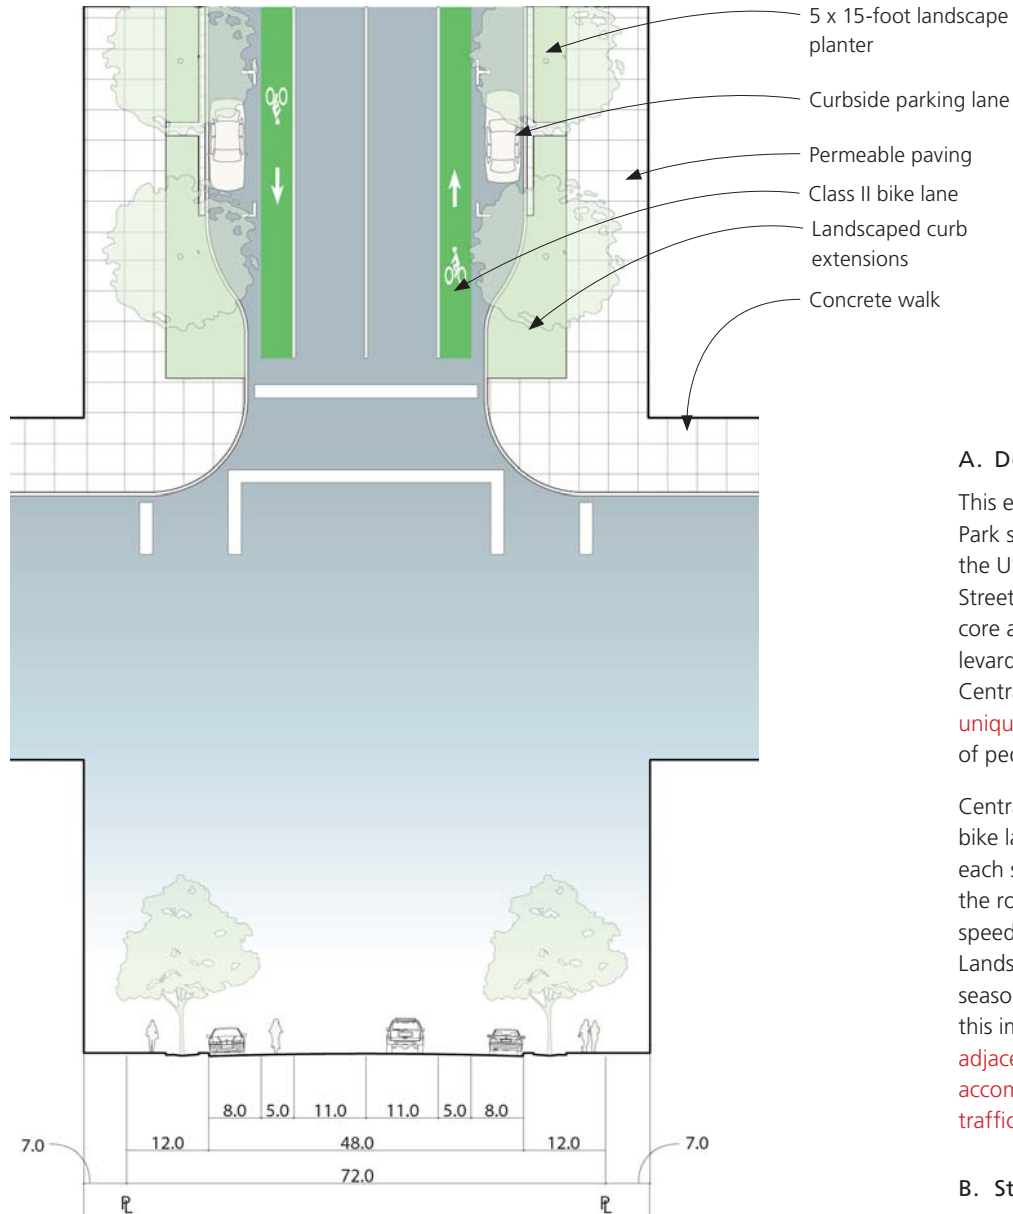 5 x 15-foot landscape
planter
Curbside parking lane
Permeable paving
Class II bike lane
Landscaped curb
extensions
Concrete walk
8.0 5.0 11.0 11.0 5.0 8.0
7.0 12.0 48.0 12.0 7.0
72.0
PL PL
A. D
This e
Park s
the U
Street
core a
levard
Centra
uniqu
of pe
Centra
bike la
each s
the ro
speed
Lands
seaso
this in
adjace
accom
traffic
B. St